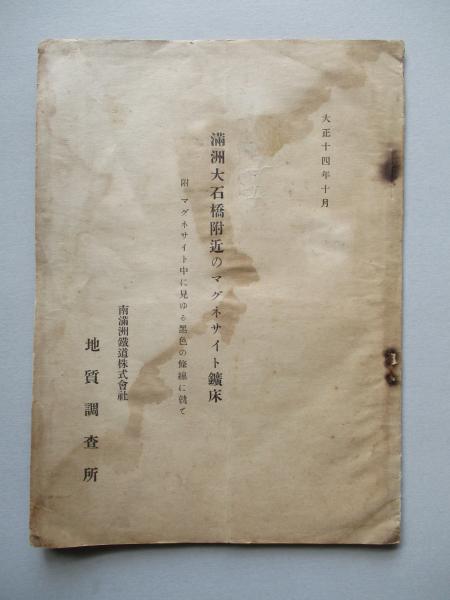 大正十四年十月
滿洲大石橋附近のマグネサイト鑛床
附 マグネサイト中に見ゆる黑色の條線に就て
南滿洲鐵道株式會社
地質調査所